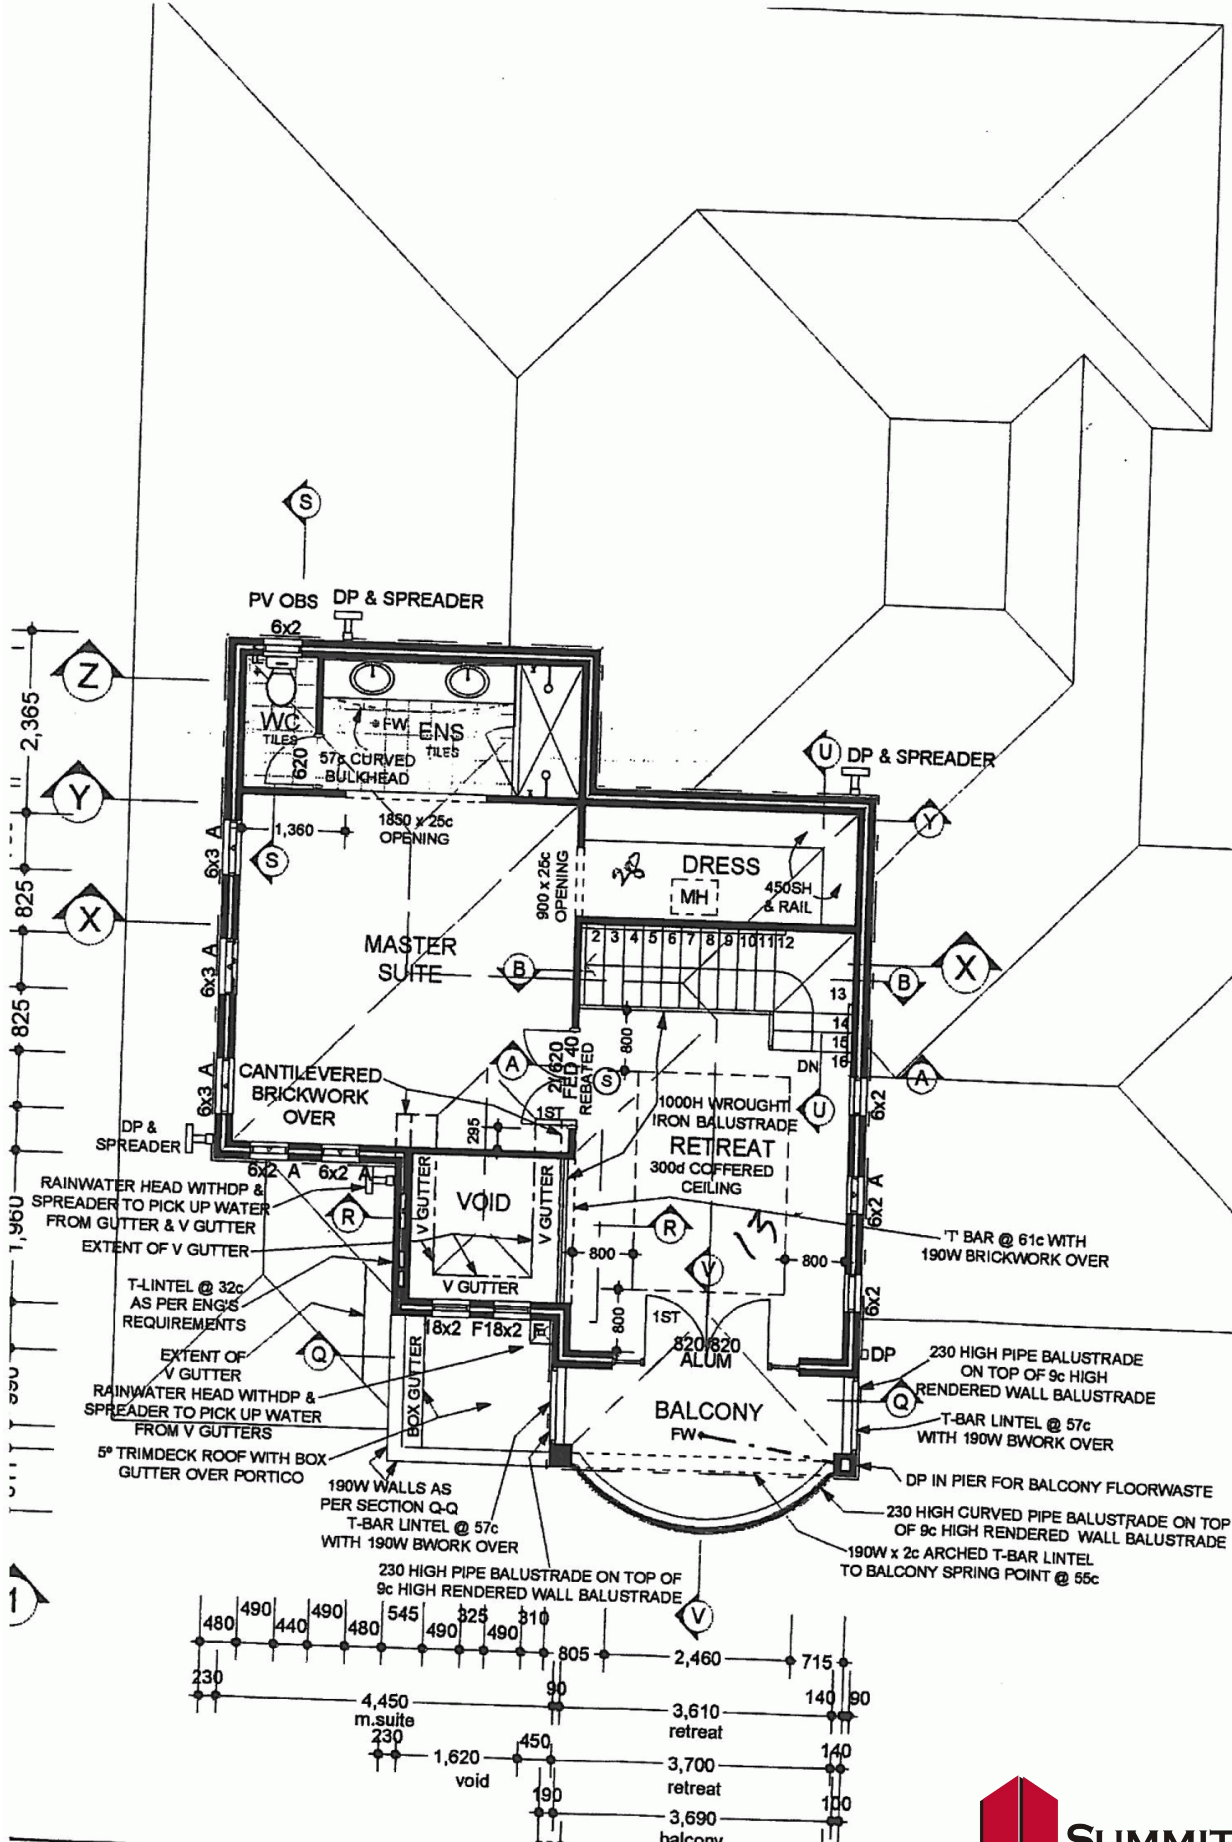 S
PV OBS
DP & SPREADER
6x2
Z
2,365
WC
TILES
FW
ENS
TILES
620
57c CURVED
BULKHEAD
U
DP & SPREADER
Y
1,360
1850 x 25c
OPENING
Y
6x3 A
S
825
900 x 25c
OPENING
DRESS
MH
450SH
& RAIL
X
MASTER
SUITE
2 3 4 5 6 7 8 9 10 11 12
B
X
B
6x3 A
13
14
15
16
825
800
DN
A
2/ 620
FED 40
REBATED
S
A
CANTILEVERED
BRICKWORK
OVER
6x3 A
1ST
295
1000H WROUGHT
IRON BALUSTRADE
U
6x2
RETREAT
300d COFFERED
CEILING
DP &
SPREADER
6x2 A 6x2 A
RAINWATER HEAD WITHDP &
SPREADER TO PICK UP WATER
FROM GUTTER & V GUTTER
R
V GUTTER
VOID
V GUTTER
R
13
6x2 A
1,960
EXTENT OF V GUTTER
800
800
V
'T' BAR @ 61c WITH
190W BRICKWORK OVER
T-LINTEL @ 32c
AS PER ENG'S
REQUIREMENTS
V GUTTER
18x2 F18x2
800
1ST
6x2
820/820
ALUM
DP
Q
EXTENT OF
V GUTTER
RAINWATER HEAD WITHDP &
SPREADER TO PICK UP WATER
FROM V GUTTERS
BOX GUTTER
BALCONY
FW
Q
230 HIGH PIPE BALUSTRADE
ON TOP OF 9c HIGH
RENDERED WALL BALUSTRADE
T-BAR LINTEL @ 57c
WITH 190W BWORK OVER
990
5° TRIMDECK ROOF WITH BOX
GUTTER OVER PORTICO
190W WALLS AS
PER SECTION Q-Q
T-BAR LINTEL @ 57c
WITH 190W BWORK OVER
DP IN PIER FOR BALCONY FLOORWASTE
230 HIGH CURVED PIPE BALUSTRADE ON TOP
OF 9c HIGH RENDERED WALL BALUSTRADE
190W x 2c ARCHED T-BAR LINTEL
TO BALCONY SPRING POINT @ 55c
230 HIGH PIPE BALUSTRADE ON TOP OF
9c HIGH RENDERED WALL BALUSTRADE
V
1
480 490 440 490 480 545 490 325 490 310 805 2,460 715
230 4,450 90 3,610 140 90
m.suite retreat
230 1,620 450 3,700 140
void retreat
190 3,690 100
balcony
SUMMIT